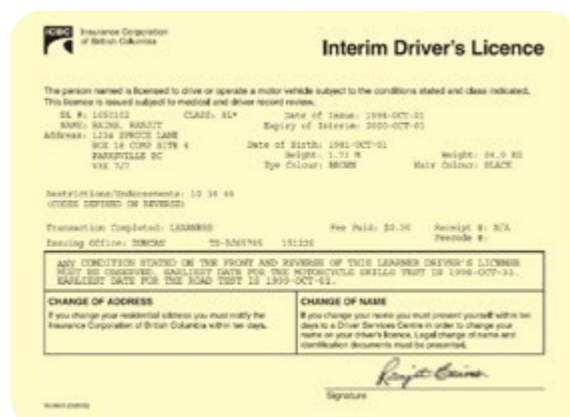 ICBC
Insurance Corporation
of British Columbia
Interim Driver's Licence
The person named is licensed to drive or operate a motor vehicle subject to the conditions stated and class indicated.
This licence is issued subject to medical and driver record review.
DL #: 1650102 CLASS: 8L* Date of Issue: 1998-OCT-01
NAME: BAINS, RANJIT Expiry of Interim: 2000-OCT-01
Address: 1234 SPRUCE LANE
BOX 18 COMP SITE 4 Date of Birth: 1981-OCT-01
PARKSVILLE BC Height: 1.73 M Weight: 84.0 KG
Eye Colour: BROWN Hair Colour: BLACK
Restrictions/Endorsements: 10 38 46
(CODES DEFINED ON REVERSE)
Transaction Completed: LEARNERS Fee Paid: $0.00 Receipt #: N/A
Issuing Office: DUNCAN 151226 Feecode #:
ANY CONDITION STATED ON THE FRONT AND REVERSE OF THIS LEARNER DRIVER'S LICENSE
MUST BE OBSERVED. EARLIEST DATE FOR THE MOTORCYCLE SKILLS TEST IS 1998-OCT-31.
EARLIEST DATE FOR THE ROAD TEST IS 1999-OCT-01.
CHANGE OF ADDRESS
If you change your residential address you must notify the
Insurance Corporation of British Columbia within ten days.
CHANGE OF NAME
If you change your name you must present yourself within ten
days to a Driver Services Centre in order to change your
name on your driver's licence. Legal change of name and
identification documents must be presented.
Ranjit Bains
Signature